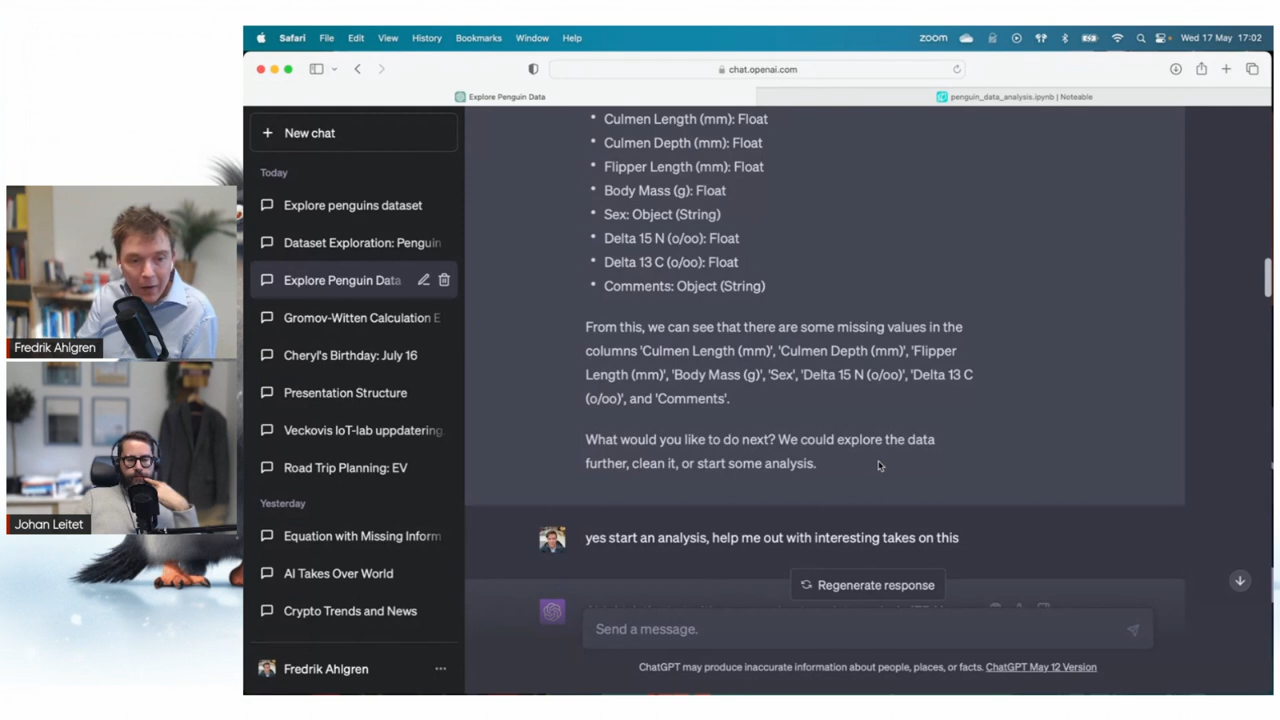 Safari File Edit View History Bookmarks Window Help
zoom
Wed 17 May 17:02
chat.openai.com
Explore Penguin Data
penguin_data_analysis.ipynb | Noteable
New chat
Today
Explore penguins dataset
Dataset Exploration: Penguin
Explore Penguin Data
Gromov-Witten Calculation E
Cheryl's Birthday: July 16
Presentation Structure
Veckovis IoT-lab uppdatering
Road Trip Planning: EV
Yesterday
Equation with Missing Inform
AI Takes Over World
Crypto Trends and News
Fredrik Ahlgren
• Culmen Length (mm): Float
• Culmen Depth (mm): Float
• Flipper Length (mm): Float
• Body Mass (g): Float
• Sex: Object (String)
• Delta 15 N (o/oo): Float
• Delta 13 C (o/oo): Float
• Comments: Object (String)
From this, we can see that there are some missing values in the
columns 'Culmen Length (mm)', 'Culmen Depth (mm)', 'Flipper
Length (mm)', 'Body Mass (g)', 'Sex', 'Delta 15 N (o/oo)', 'Delta 13 C
(o/oo)', and 'Comments'.
What would you like to do next? We could explore the data
further, clean it, or start some analysis.
yes start an analysis, help me out with interesting takes on this
Regenerate response
Send a message.
ChatGPT may produce inaccurate information about people, places, or facts. ChatGPT May 12 Version
Fredrik Ahlgren
Johan Leitet